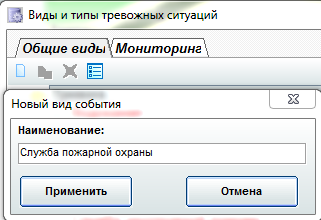 Виды и типы тревожных ситуаций
Общие виды Мониторинг
Новый вид события
Наименование:
Служба пожарной охраны
Применить Отмена